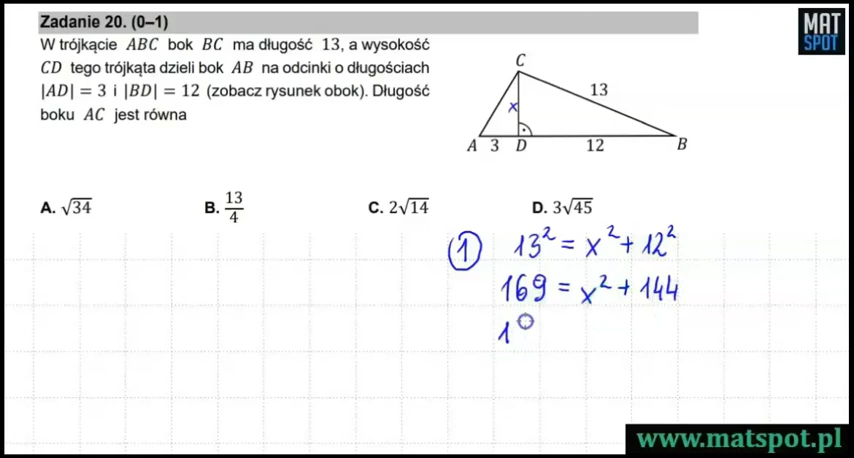 Zadanie 20. (0–1)
W trójkącie ABC bok BC ma długość 13, a wysokość
CD tego trójkąta dzieli bok AB na odcinki o długościach
|AD| = 3 i |BD| = 12 (zobacz rysunek obok). Długość
boku AC jest równa
MAT
SPOT
C
13
x
A 3 D 12 B
A. √34 B. 13/4 C. 2√14 D. 3√45
① 13² = x² + 12²
169 = x² + 144
1
www.matspot.pl